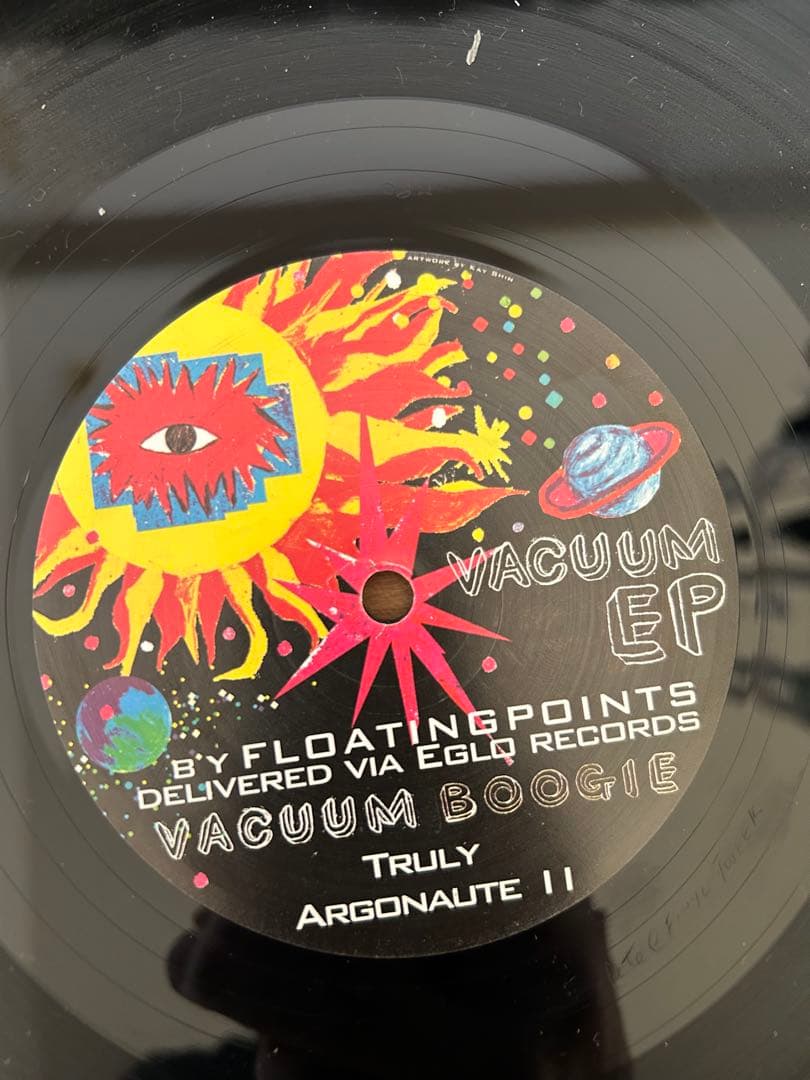 Artwork by Kay Shin
Vacuum
EP
by FloatingPoints
delivered via Eglo records
Vacuum Boogie
Truly
Argonaute II